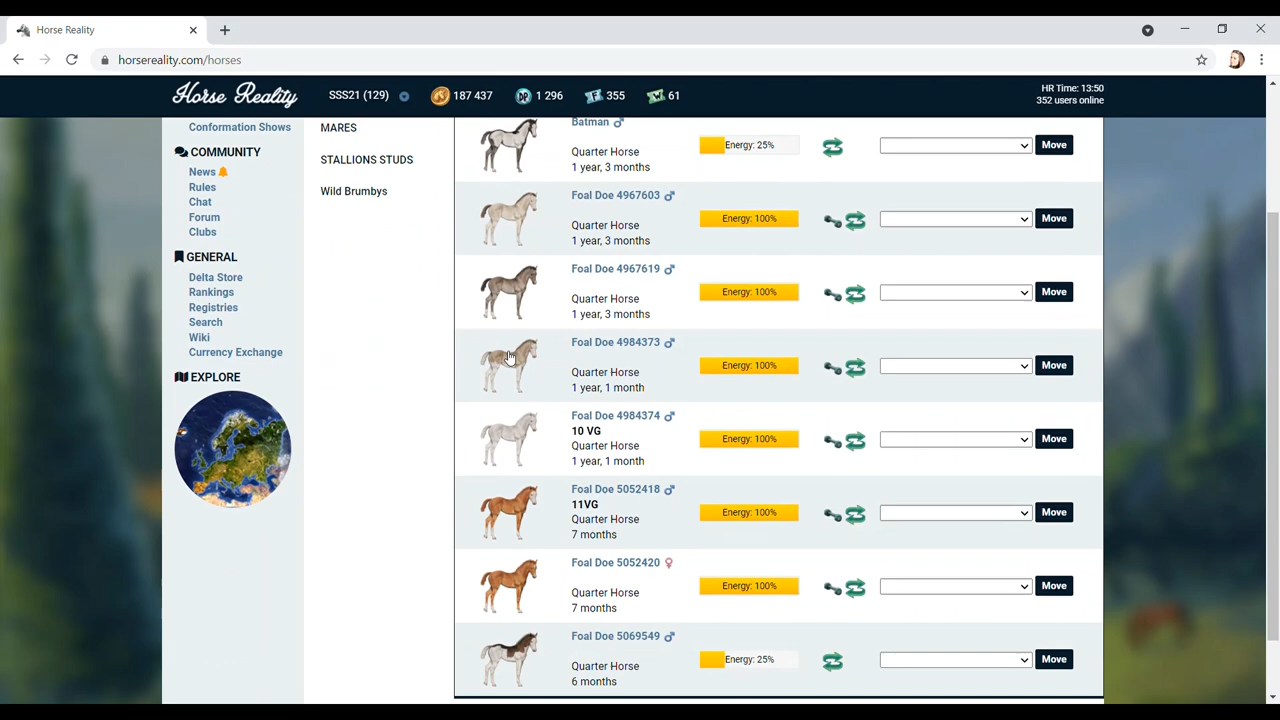 Horse Reality
horsereality.com/horses
Horse Reality
SSS21 (129)
187 437
DP
1 296
F
355
W
61
HR Time: 13:50
352 users online
Conformation Shows
COMMUNITY
News
Rules
Chat
Forum
Clubs
GENERAL
Delta Store
Rankings
Registries
Search
Wiki
Currency Exchange
EXPLORE
MARES
STALLIONS STUDS
Wild Brumbys
Batman ♂
Quarter Horse
1 year, 3 months
Energy: 25%
Move
Foal Doe 4967603 ♂
Quarter Horse
1 year, 3 months
Energy: 100%
Move
Foal Doe 4967619 ♂
Quarter Horse
1 year, 3 months
Energy: 100%
Move
Foal Doe 4984373 ♂
Quarter Horse
1 year, 1 month
Energy: 100%
Move
Foal Doe 4984374 ♂
10 VG
Quarter Horse
1 year, 1 month
Energy: 100%
Move
Foal Doe 5052418 ♂
11VG
Quarter Horse
7 months
Energy: 100%
Move
Foal Doe 5052420 ♀
Quarter Horse
7 months
Energy: 100%
Move
Foal Doe 5069549 ♂
Quarter Horse
6 months
Energy: 25%
Move